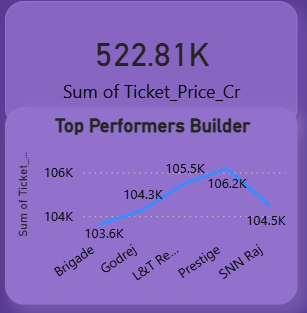 522.81K
Sum of Ticket_Price_Cr
Top Performers Builder
Sum of Ticket_...
106K
104K
103.6K
104.3K
105.5K
106.2K
104.5K
Brigade
Godrej
L&T Re...
Prestige
SNN Raj